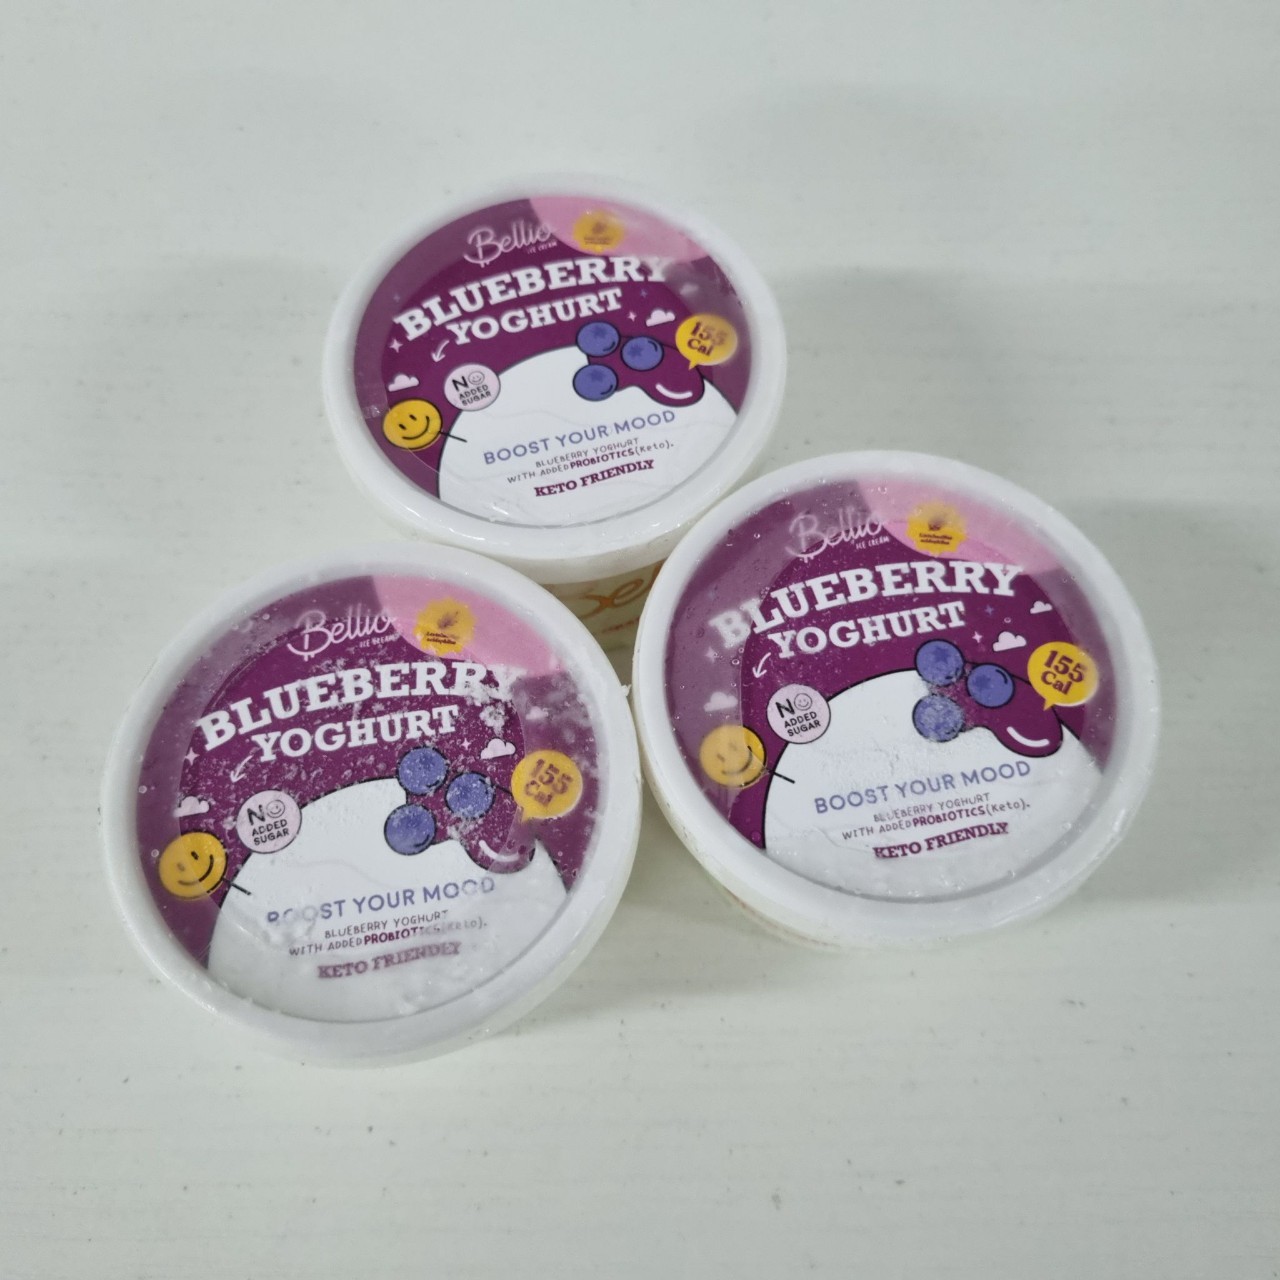 Bellio
ICE CREAM
BLUEBERRY
YOGHURT
155
Cal
NO
ADDED
SUGAR
BOOST YOUR MOOD
BLUEBERRY YOGHURT
WITH ADDED PROBIOTICS(Keto).
KETO FRIENDLY
Bellio
ICE CREAM
BLUEBERRY
YOGHURT
155
Cal
NO
ADDED
SUGAR
BOOST YOUR MOOD
BLUEBERRY YOGHURT
WITH ADDED PROBIOTICS(Keto).
KETO FRIENDLY
Bellio
ICE CREAM
BLUEBERRY
YOGHURT
155
Cal
NO
ADDED
SUGAR
BOOST YOUR MOOD
BLUEBERRY YOGHURT
WITH ADDED PROBIOTICS(Keto).
KETO FRIENDLY